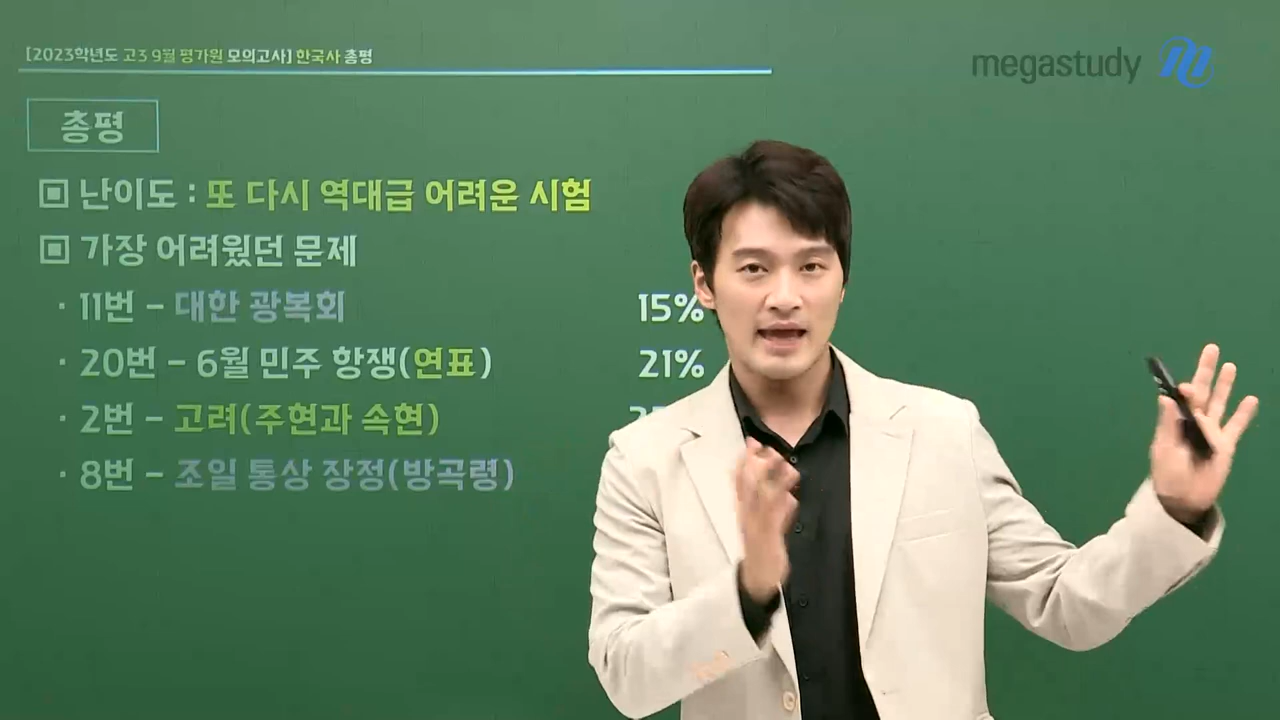 [2023학년도 고3 9월 평가원 모의고사] 한국사 총평
megastudy
총평
▣ 난이도 : 또 다시 역대급 어려운 시험
▣ 가장 어려웠던 문제
· 11번 – 대한 광복회 15%
· 20번 – 6월 민주 항쟁(연표) 21%
· 2번 – 고려(주현과 속현)
· 8번 – 조일 통상 장정(방곡령)